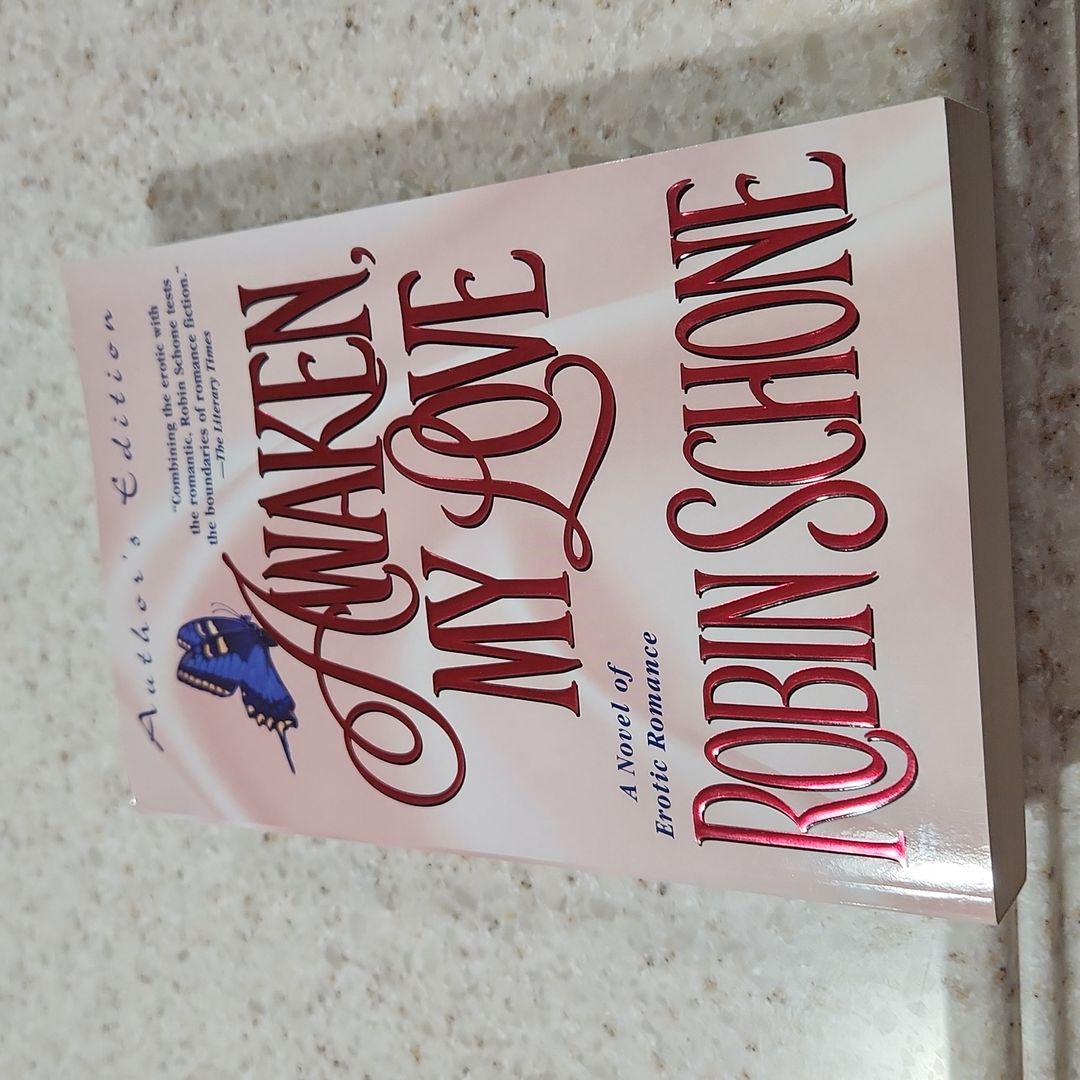 Author's Edition
"Combining the erotic with
the romantic, Robin Schone tests
the boundaries of romance fiction."
—The Literary Times
AWAKEN,
MY LOVE
A Novel of
Erotic Romance
ROBIN SCHONE